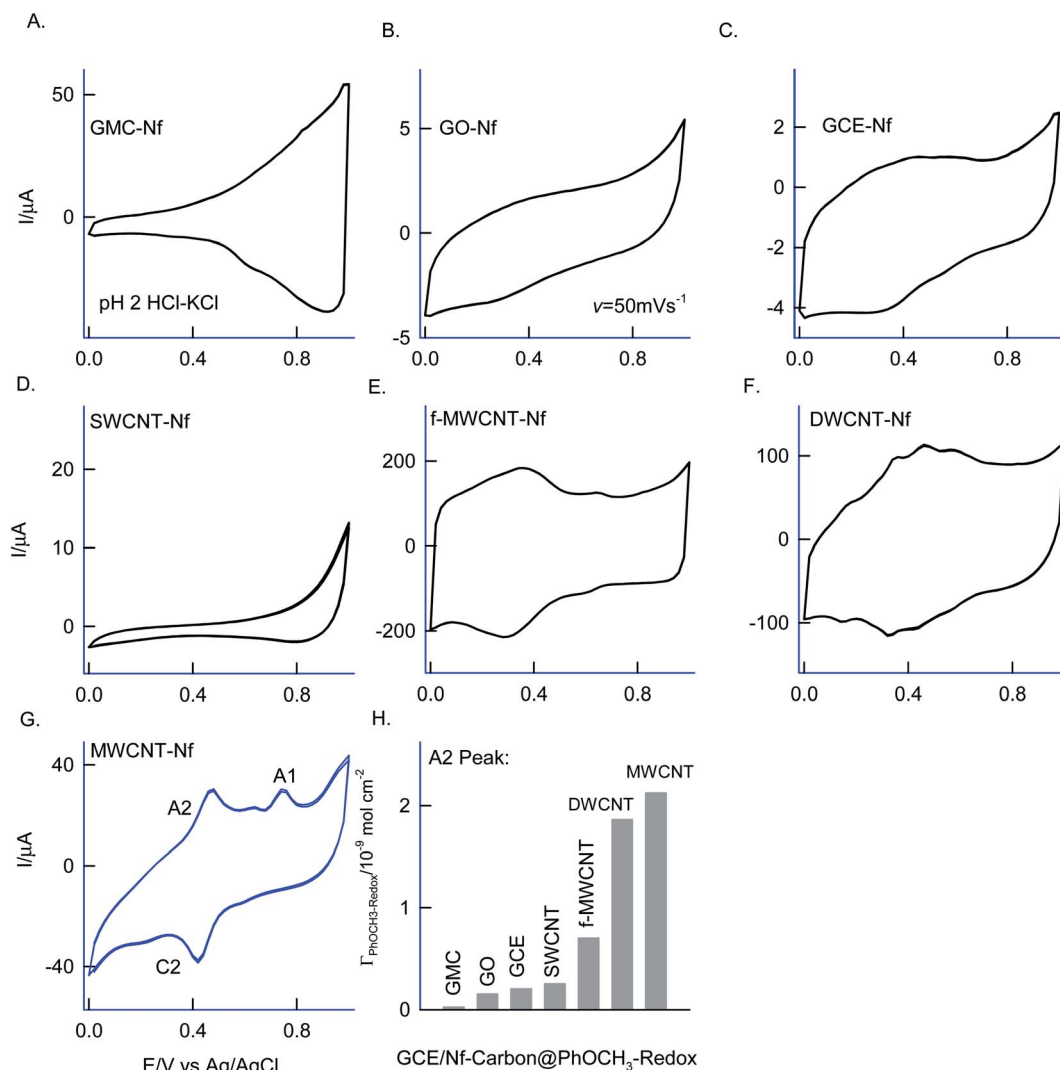 A.
B.
C.
GMC-Nf
GO-Nf
GCE-Nf
50
0
I/μA
pH 2 HCl-KCl
5
0
-5
v=50mVs⁻¹
2
0
-2
-4
0.0 0.4 0.8
0.0 0.4 0.8
0.0 0.4 0.8
D.
E.
F.
SWCNT-Nf
f-MWCNT-Nf
DWCNT-Nf
20
10
0
I/μA
200
0
-200
100
0
-100
0.0 0.4 0.8
0.0 0.4 0.8
0.0 0.4 0.8
G.
H.
MWCNT-Nf
40
0
-40
I/μA
A2
A1
C2
0.0 0.4 0.8
E/V vs Ag/AgCl
A2 Peak:
Γ PhOCH3-Redox/10⁻⁹ mol cm⁻²
2
1
0
GMC
GO
GCE
SWCNT
f-MWCNT
DWCNT
MWCNT
GCE/Nf-Carbon@PhOCH₃-Redox